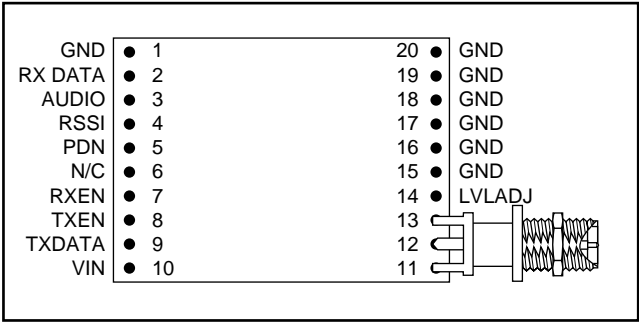 GND 1 20 GND
RX DATA 2 19 GND
AUDIO 3 18 GND
RSSI 4 17 GND
PDN 5 16 GND
N/C 6 15 GND
RXEN 7 14 LVLADJ
TXEN 8 13
TXDATA 9 12
VIN 10 11